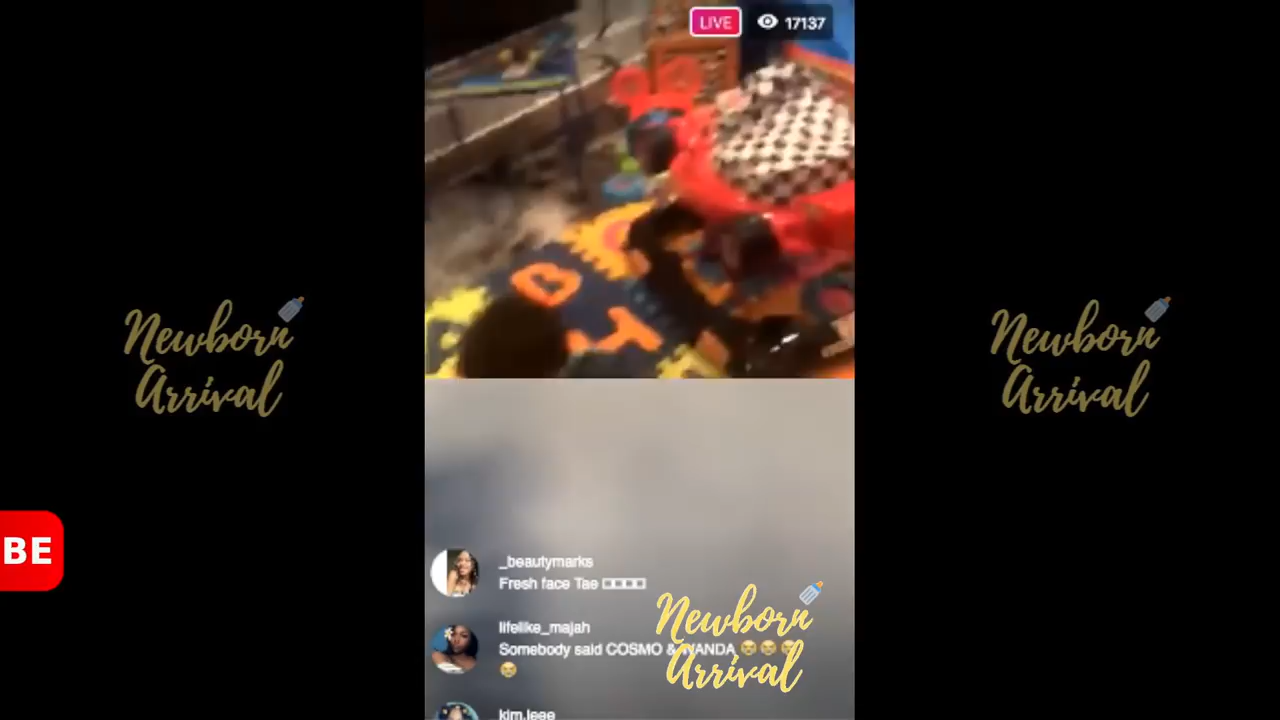 LIVE 17137
Newborn
Arrival
Newborn
Arrival
BE
_beautymarks
Fresh face Tae
lifelike_majah
Somebody said COSMO & WANDA 😭😭😭
😭
Newborn
Arrival
kim.leee
B